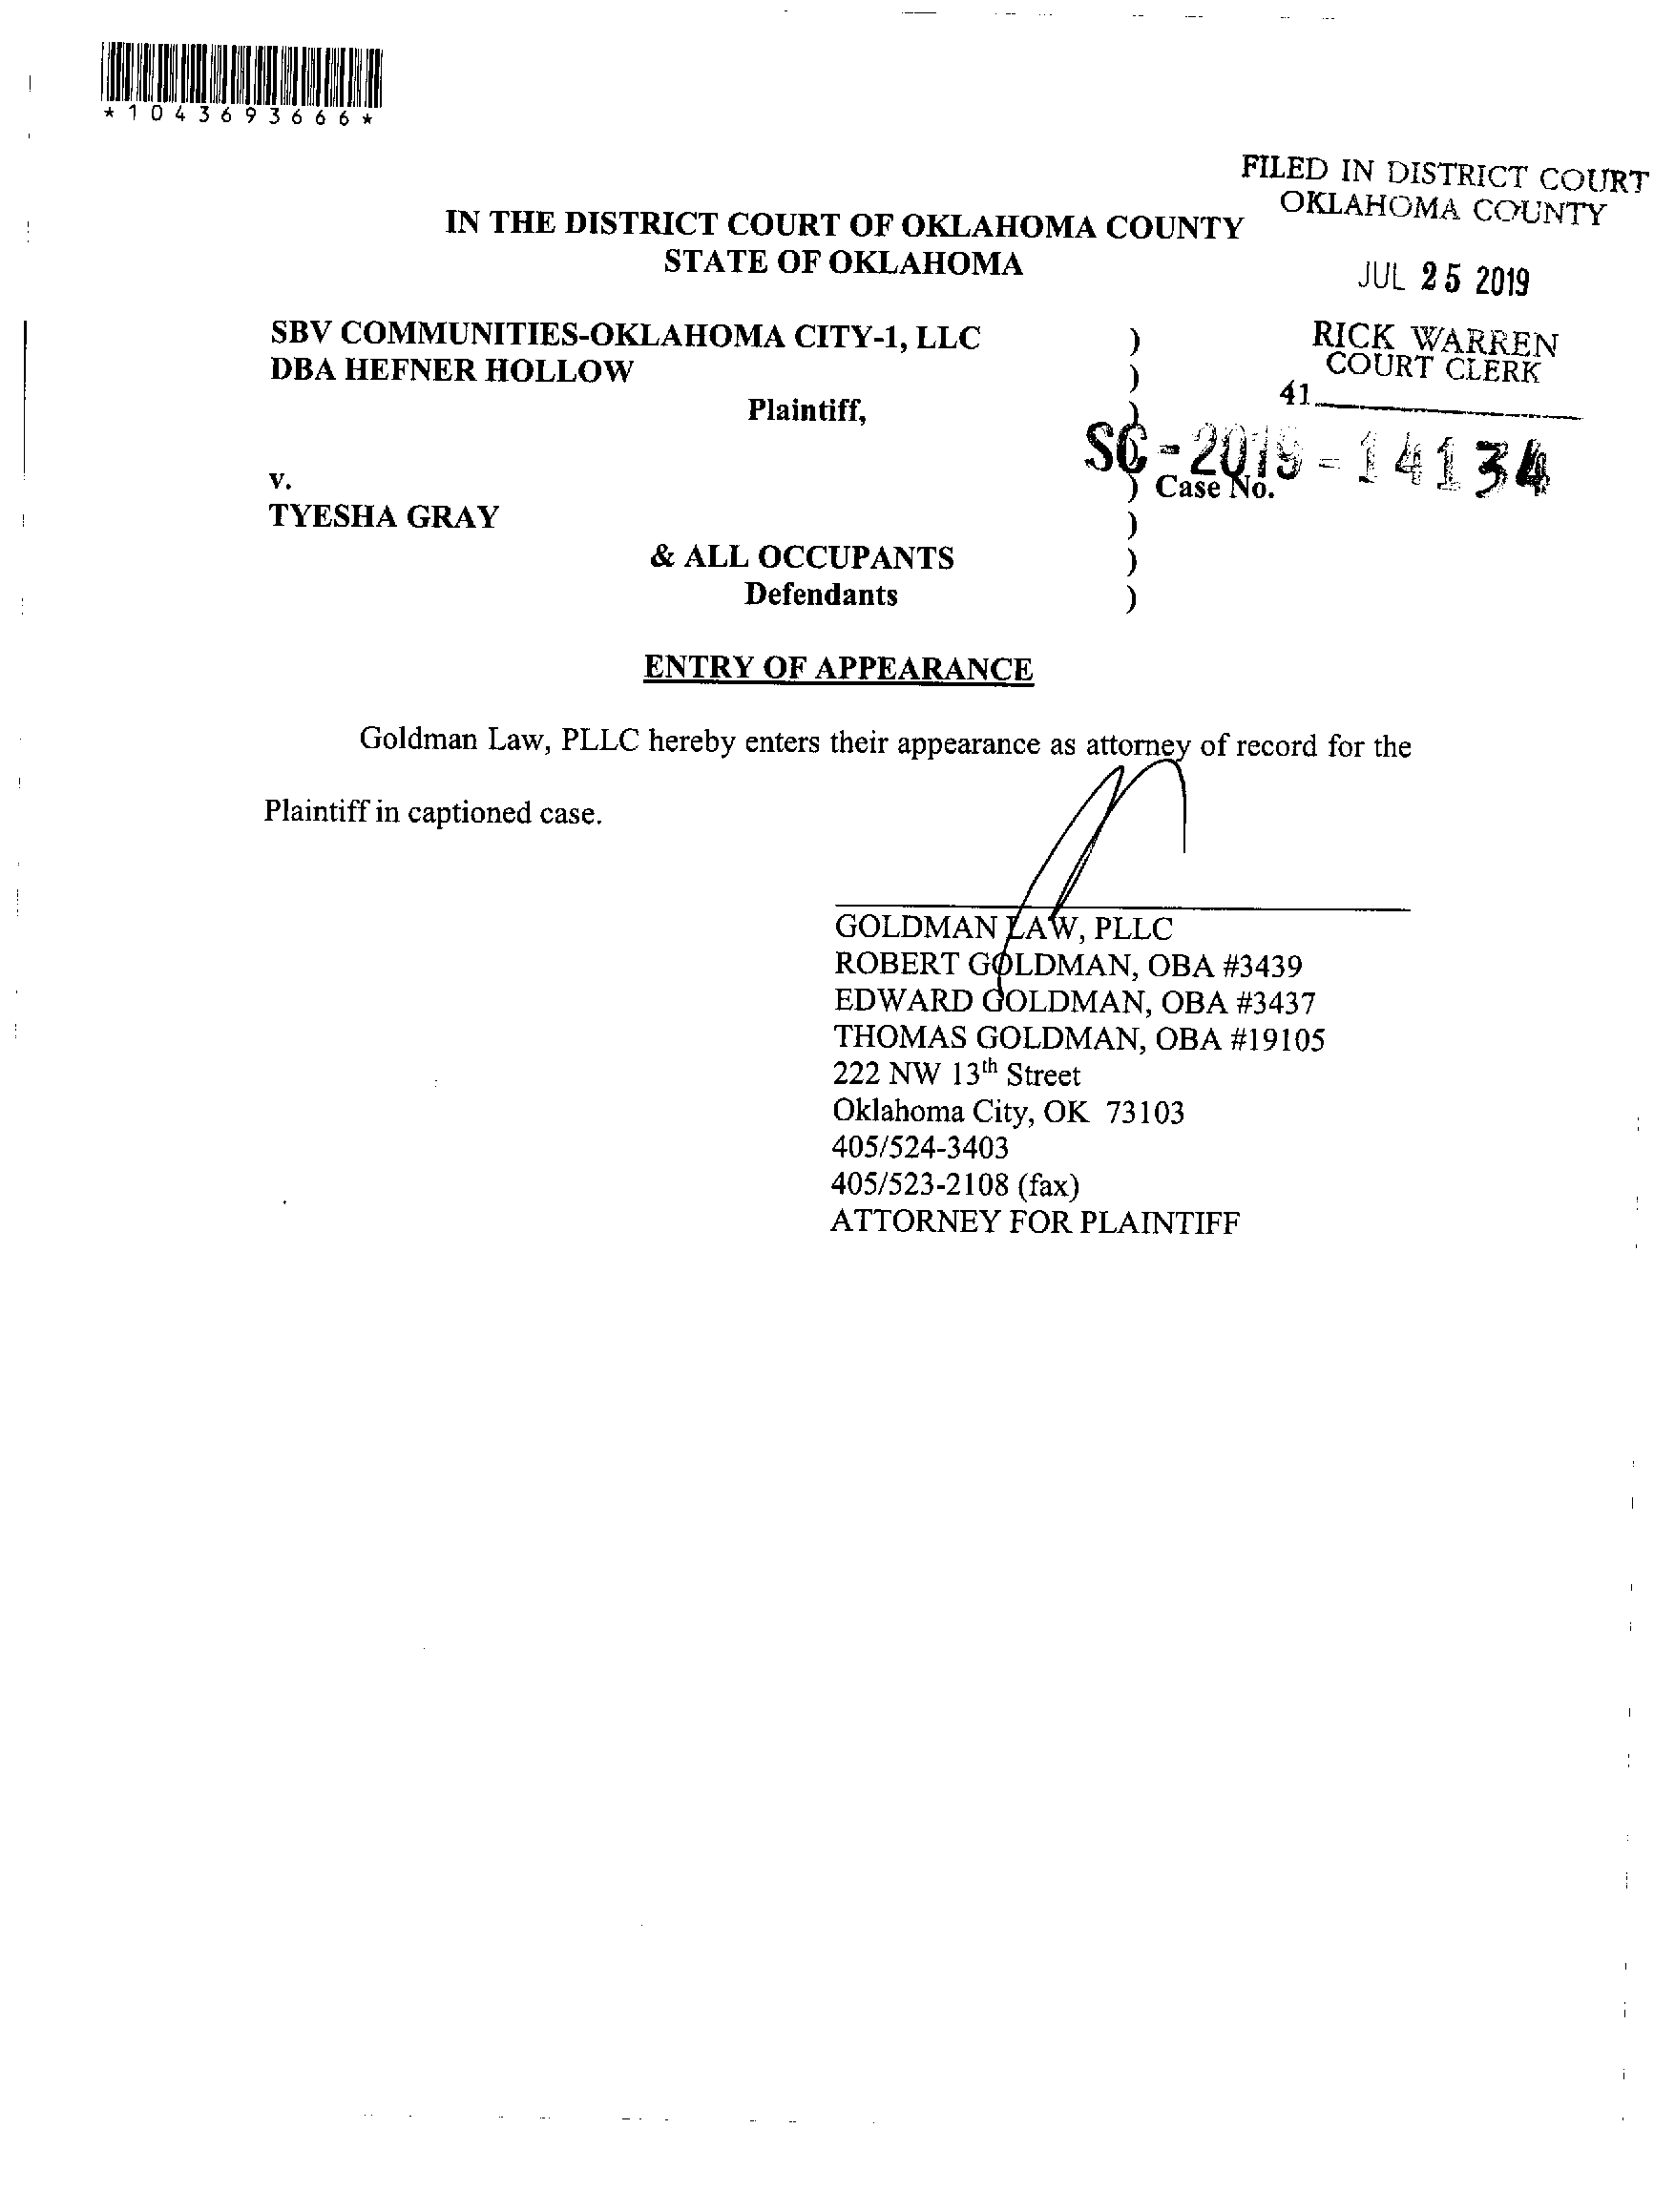 *1043693666*
FILED IN DISTRICT COURT
OKLAHOMA COUNTY
IN THE DISTRICT COURT OF OKLAHOMA COUNTY
STATE OF OKLAHOMA
JUL 25 2019
SBV COMMUNITIES-OKLAHOMA CITY-1, LLC )
DBA HEFNER HOLLOW )
RICK WARREN
COURT CLERK
41
Plaintiff, )
SC-2019-14134
v. ) Case No.
TYESHA GRAY )
& ALL OCCUPANTS )
Defendants )
ENTRY OF APPEARANCE
Goldman Law, PLLC hereby enters their appearance as attorney of record for the
Plaintiff in captioned case.
GOLDMAN LAW, PLLC
ROBERT GOLDMAN, OBA #3439
EDWARD GOLDMAN, OBA #3437
THOMAS GOLDMAN, OBA #19105
222 NW 13th Street
Oklahoma City, OK 73103
405/524-3403
405/523-2108 (fax)
ATTORNEY FOR PLAINTIFF